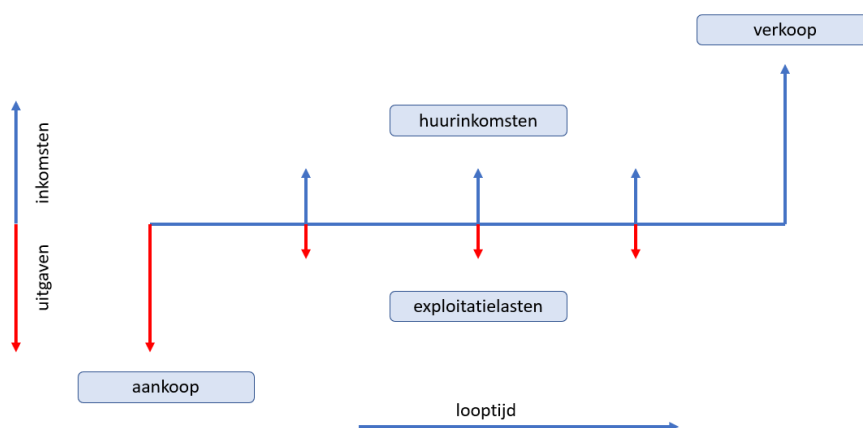 verkoop
huurinkomsten
inkomsten
uitgaven
exploitatielasten
aankoop
looptijd